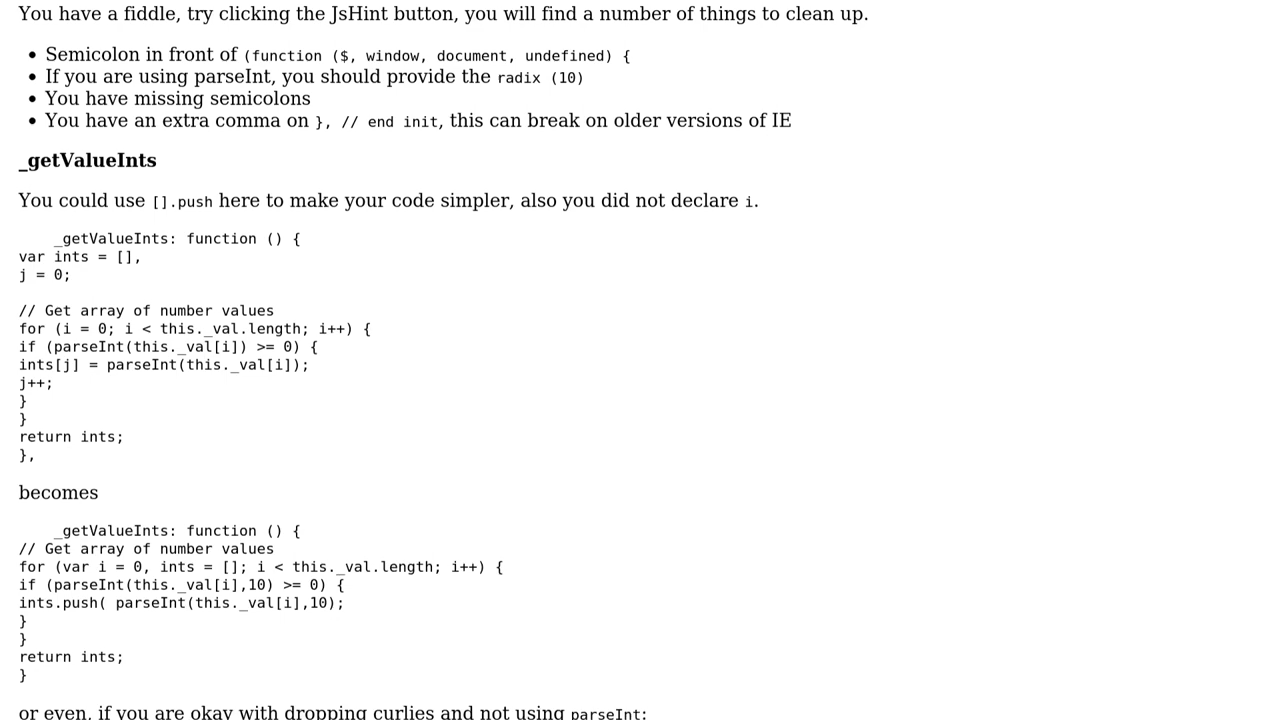 You have a fiddle, try clicking the JsHint button, you will find a number of things to clean up.
• Semicolon in front of (function ($, window, document, undefined) {
• If you are using parseInt, you should provide the radix (10)
• You have missing semicolons
• You have an extra comma on }, // end init, this can break on older versions of IE
_getValueInts
You could use [].push here to make your code simpler, also you did not declare i.
_getValueInts: function () {
var ints = [],
j = 0;
// Get array of number values
for (i = 0; i < this._val.length; i++) {
if (parseInt(this._val[i]) >= 0) {
ints[j] = parseInt(this._val[i]);
j++;
}
}
return ints;
},
becomes
_getValueInts: function () {
// Get array of number values
for (var i = 0, ints = []; i < this._val.length; i++) {
if (parseInt(this._val[i],10) >= 0) {
ints.push( parseInt(this._val[i],10);
}
}
return ints;
}
or even, if you are okay with dropping curlies and not using parseInt: